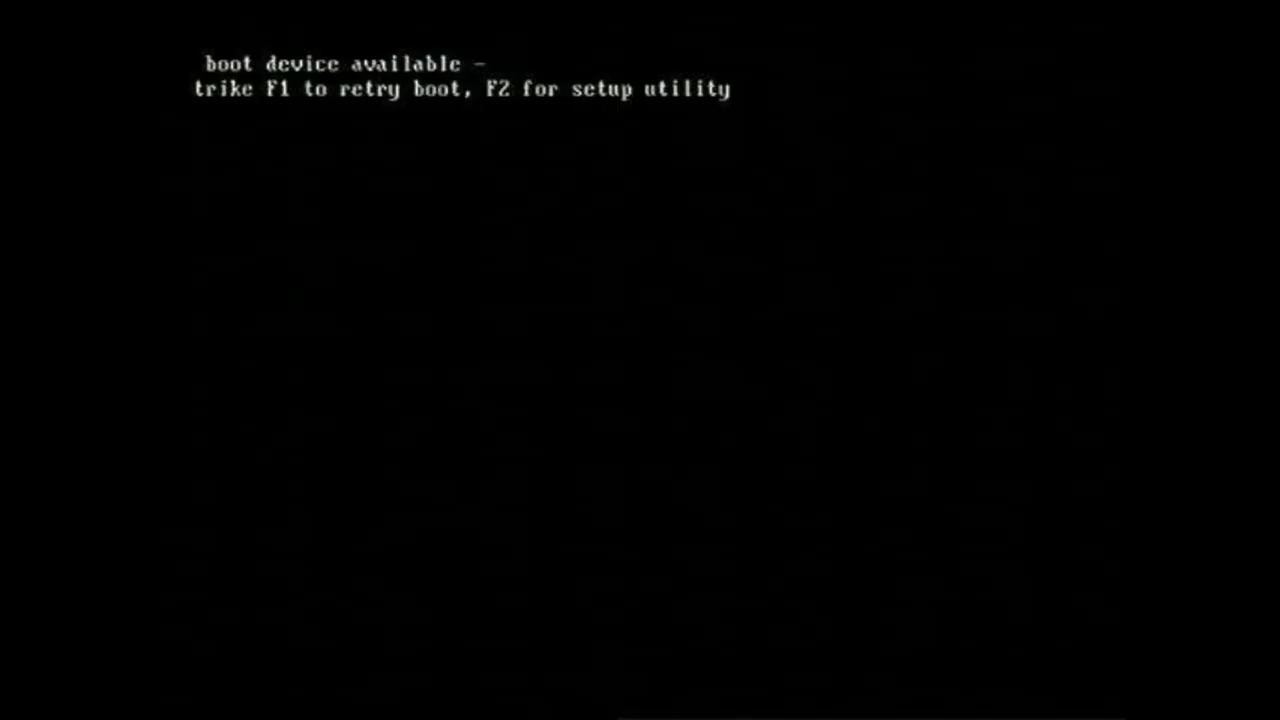 boot device available -
trike F1 to retry boot, F2 for setup utility